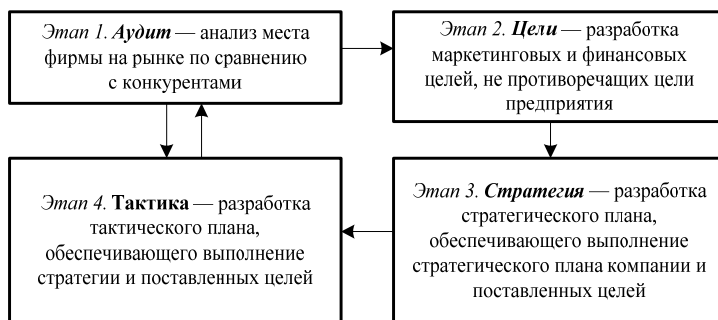 Этап 1. Аудит — анализ места
фирмы на рынке по сравнению
с конкурентами
Этап 2. Цели — разработка
маркетинговых и финансовых
целей, не противоречащих цели
предприятия
Этап 3. Стратегия — разработка
стратегического плана,
обеспечивающего выполнение
стратегического плана компании и
поставленных целей
Этап 4. Тактика — разработка
тактического плана,
обеспечивающего выполнение
стратегии и поставленных целей